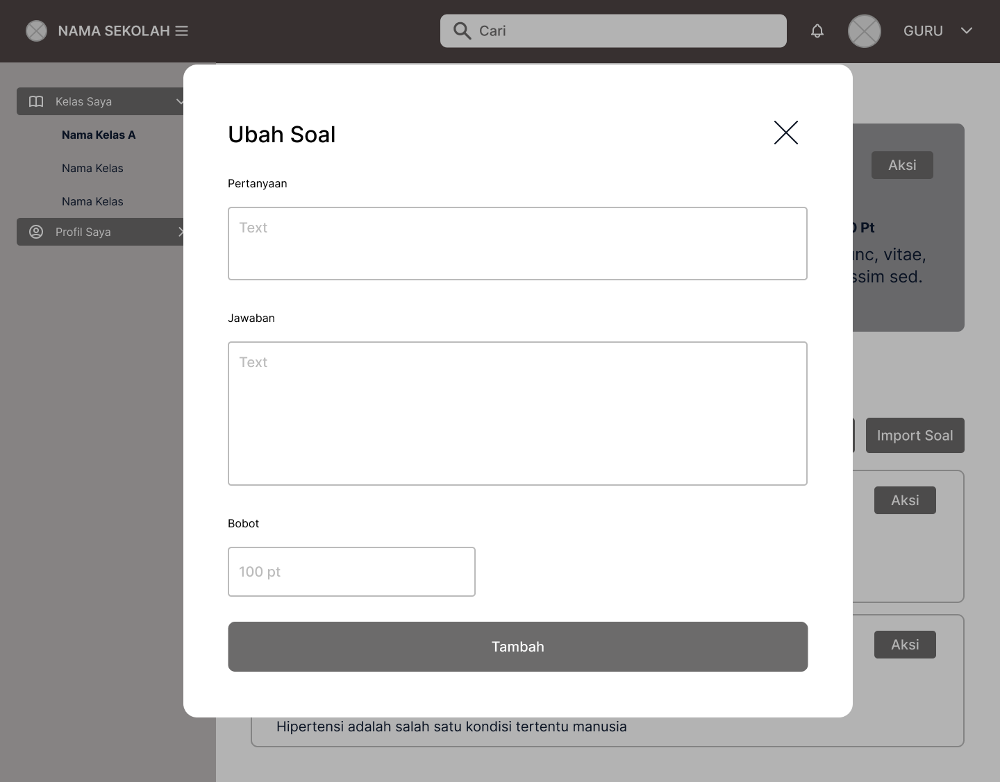 NAMA SEKOLAH
Cari
GURU
Kelas Saya
Nama Kelas A
Nama Kelas
Nama Kelas
Profil Saya
Ubah Soal
Pertanyaan
Text
Jawaban
Text
Bobot
100 pt
Tambah
Aksi
Pt
vitae,
sed.
Import Soal
Aksi
Aksi
Hipertensi adalah salah satu kondisi tertentu manusia